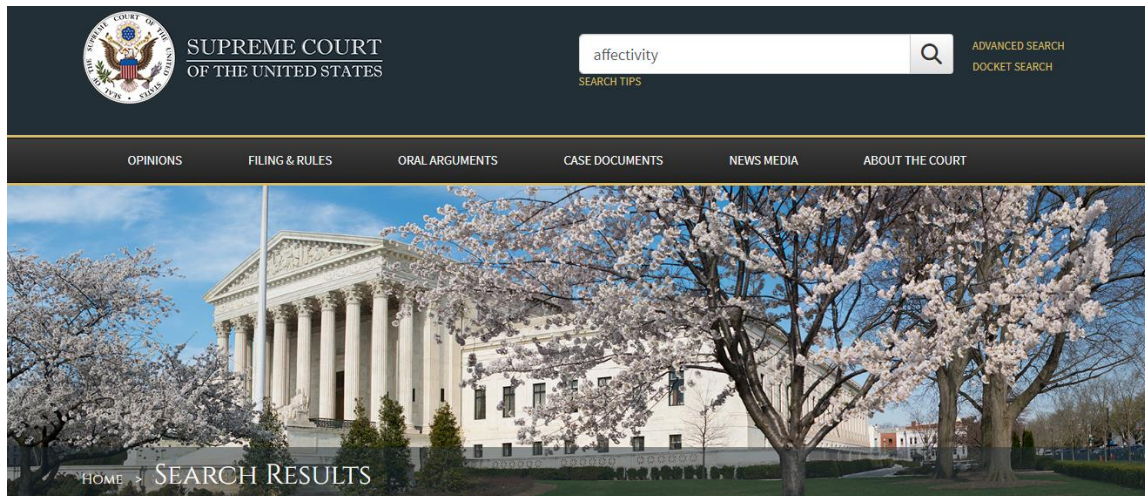 SUPREME COURT
OF THE UNITED STATES
affectivity
SEARCH TIPS
ADVANCED SEARCH
DOCKET SEARCH
OPINIONS FILING & RULES ORAL ARGUMENTS CASE DOCUMENTS NEWS MEDIA ABOUT THE COURT
HOME > SEARCH RESULTS